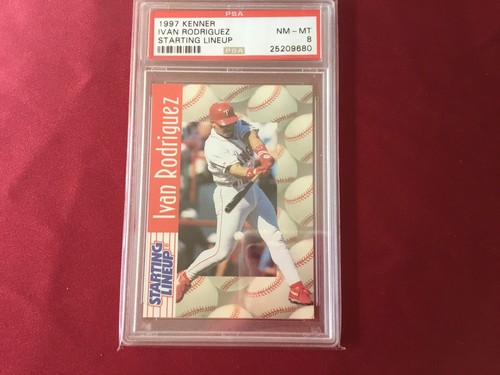 PSA
1997 KENNER
IVAN RODRIGUEZ NM - MT
STARTING LINEUP 8
PSA 25209680
Ivan Rodriguez
STARTING
LINEUP
T